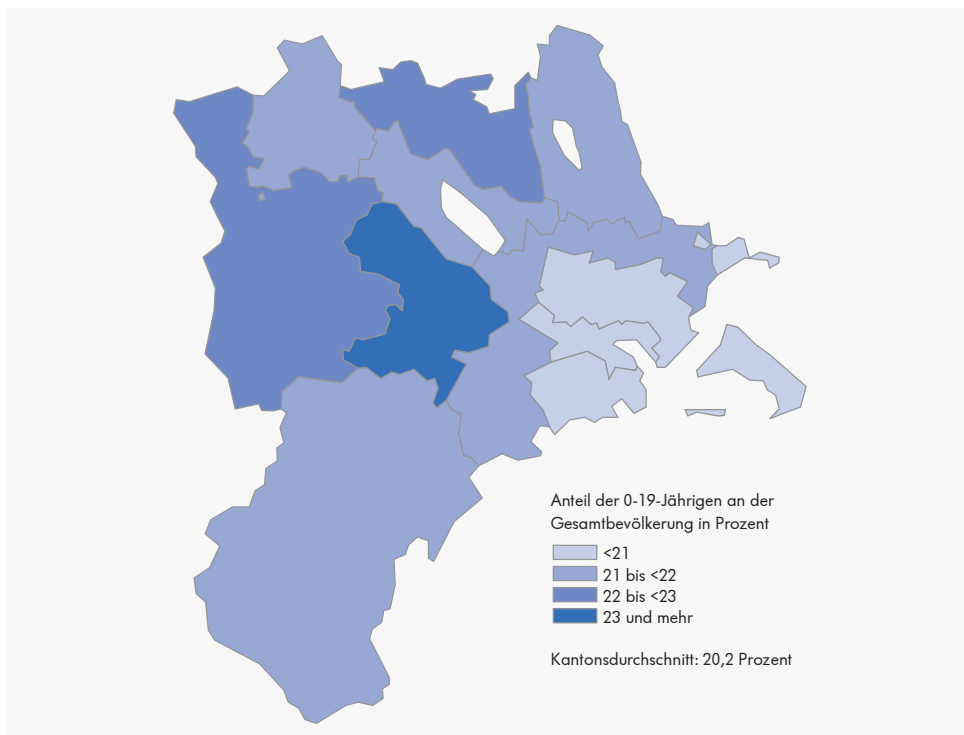 Anteil der 0-19-Jährigen an der
Gesamtbevölkerung in Prozent
<21
21 bis <22
22 bis <23
23 und mehr
Kantonsdurchschnitt: 20,2 Prozent